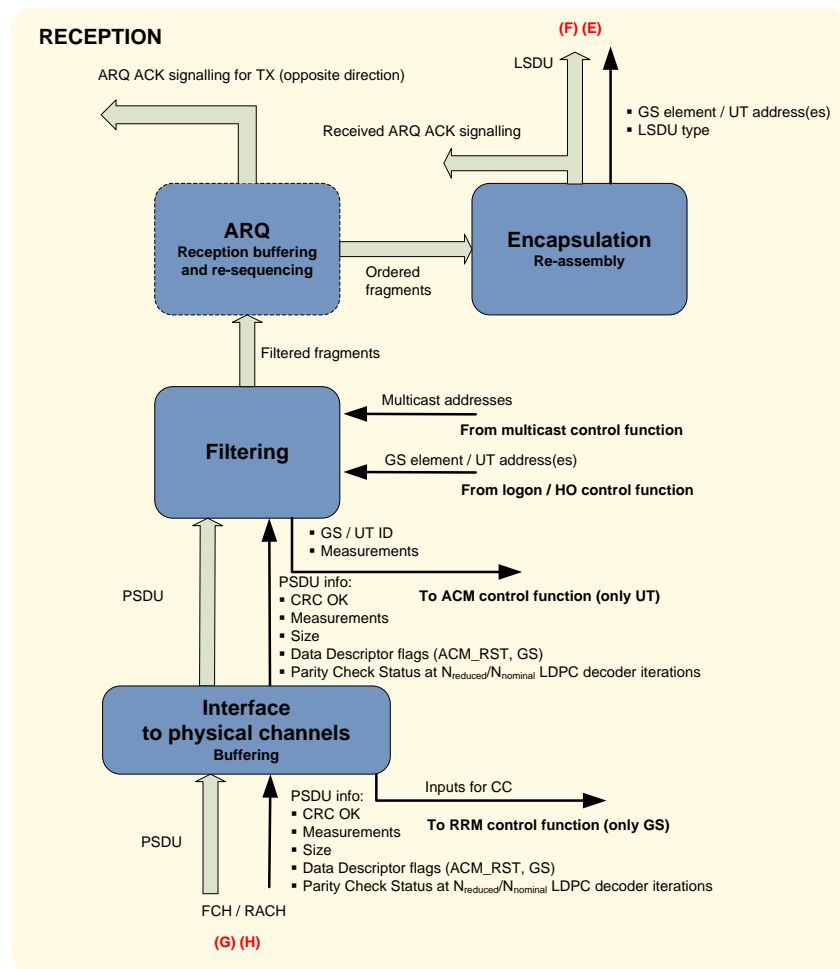 RECEPTION
(F) (E)
ARQ ACK signalling for TX (opposite direction)
LSDU
▪ GS element / UT address(es)
▪ LSDU type
Received ARQ ACK signalling
ARQ
Reception buffering
and re-sequencing
Encapsulation
Re-assembly
Ordered
fragments
Filtered fragments
Filtering
Multicast addresses
From multicast control function
GS element / UT address(es)
From logon / HO control function
▪ GS / UT ID
▪ Measurements
To ACM control function (only UT)
PSDU
PSDU info:
▪ CRC OK
▪ Measurements
▪ Size
▪ Data Descriptor flags (ACM_RST, GS)
▪ Parity Check Status at Nreduced/Nnominal LDPC decoder iterations
Interface
to physical channels
Buffering
Inputs for CC
To RRM control function (only GS)
PSDU
PSDU info:
▪ CRC OK
▪ Measurements
▪ Size
▪ Data Descriptor flags (ACM_RST, GS)
▪ Parity Check Status at Nreduced/Nnominal LDPC decoder iterations
FCH / RACH
(G) (H)